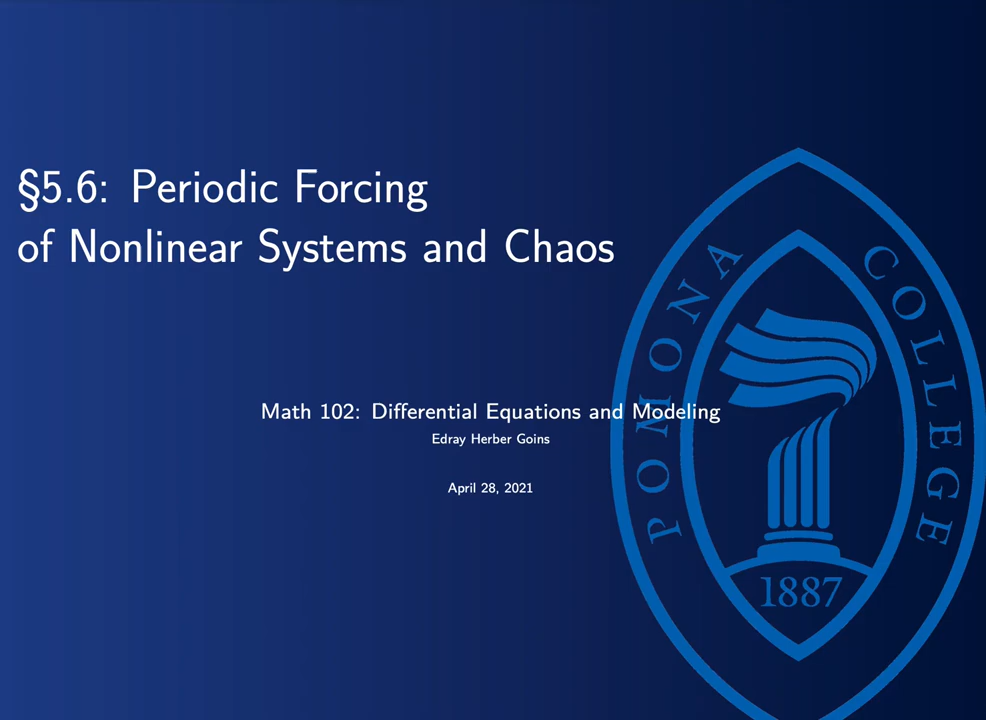 §5.6: Periodic Forcing
of Nonlinear Systems and Chaos
Math 102: Differential Equations and Modeling
Edray Herber Goins
April 28, 2021
POMONA COLLEGE
1887